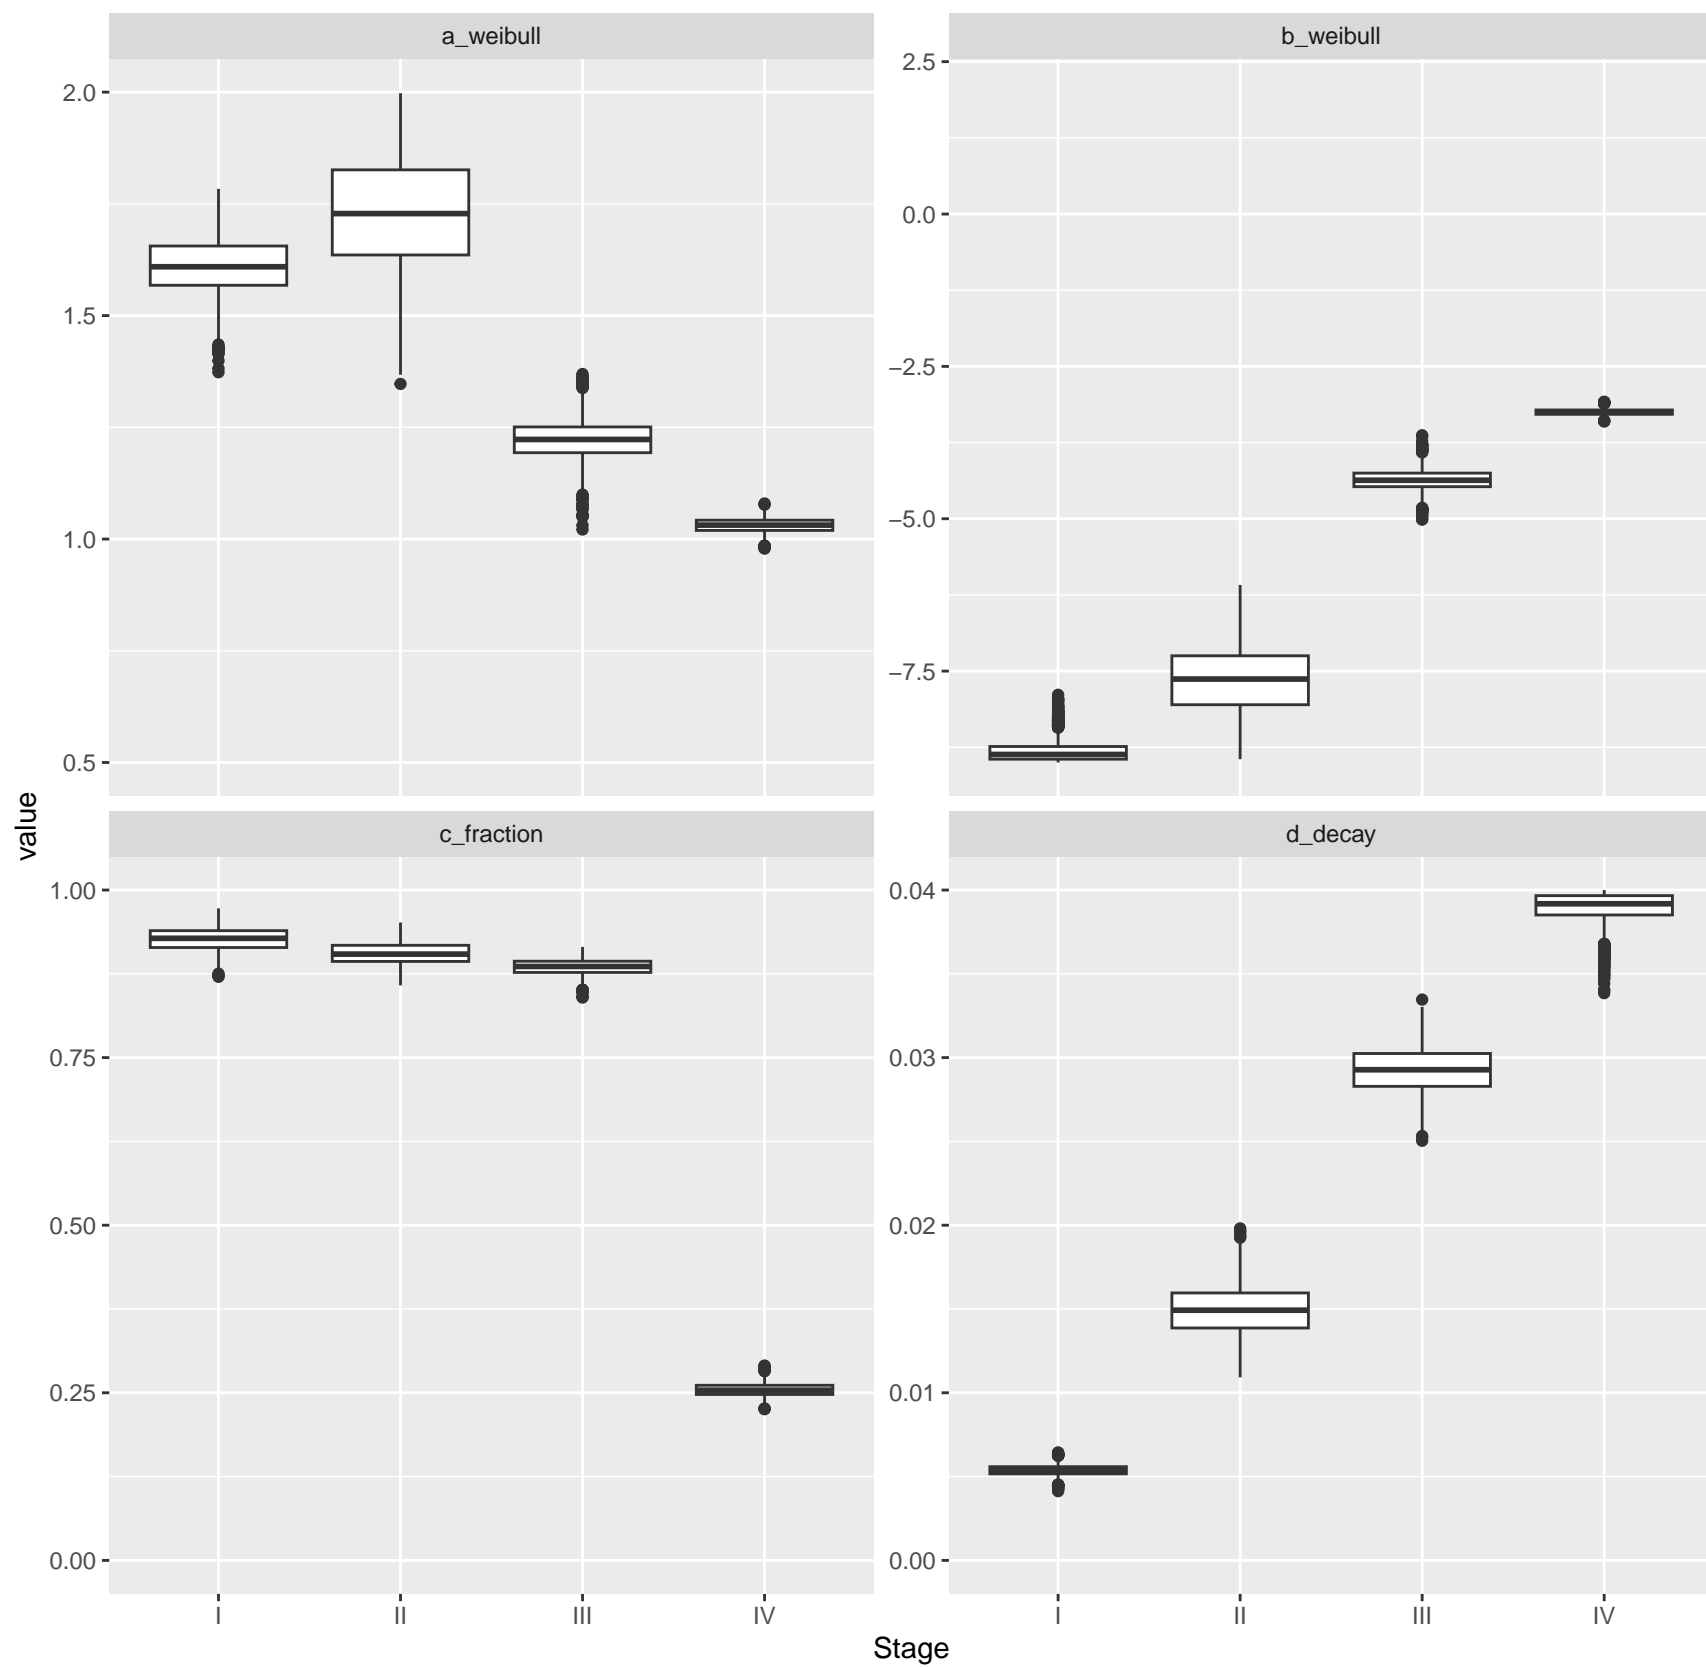 a_weibull
b_weibull
2.0
1.5
1.0
0.5
2.5
0.0
−2.5
−5.0
−7.5
value
c_fraction
d_decay
1.00
0.75
0.50
0.25
0.00
0.04
0.03
0.02
0.01
0.00
I
II
III
IV
I
II
III
IV
Stage